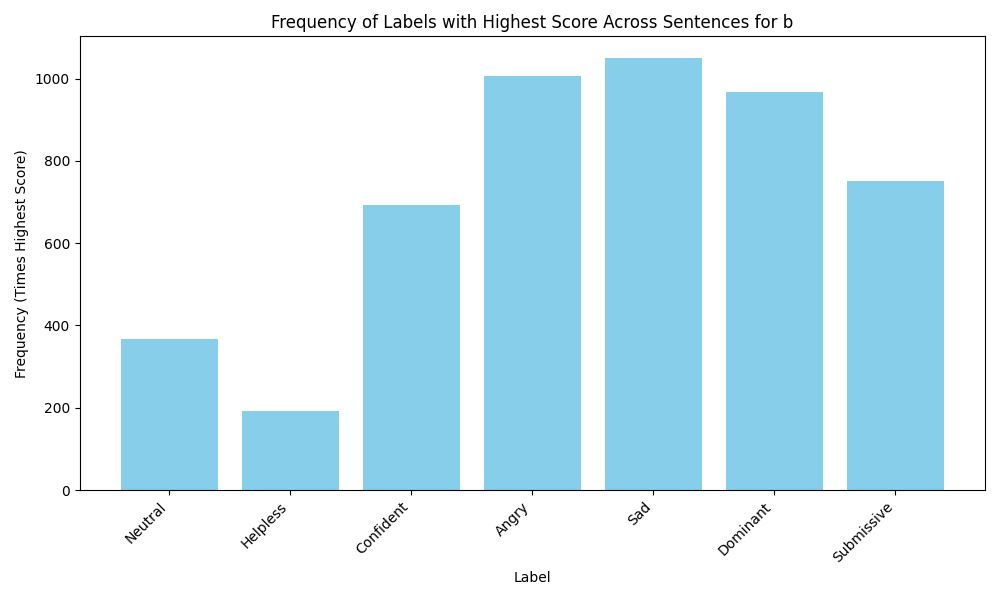 Frequency of Labels with Highest Score Across Sentences for b
Frequency (Times Highest Score)
1000
800
600
400
200
0
Neutral
Helpless
Confident
Angry
Sad
Dominant
Submissive
Label